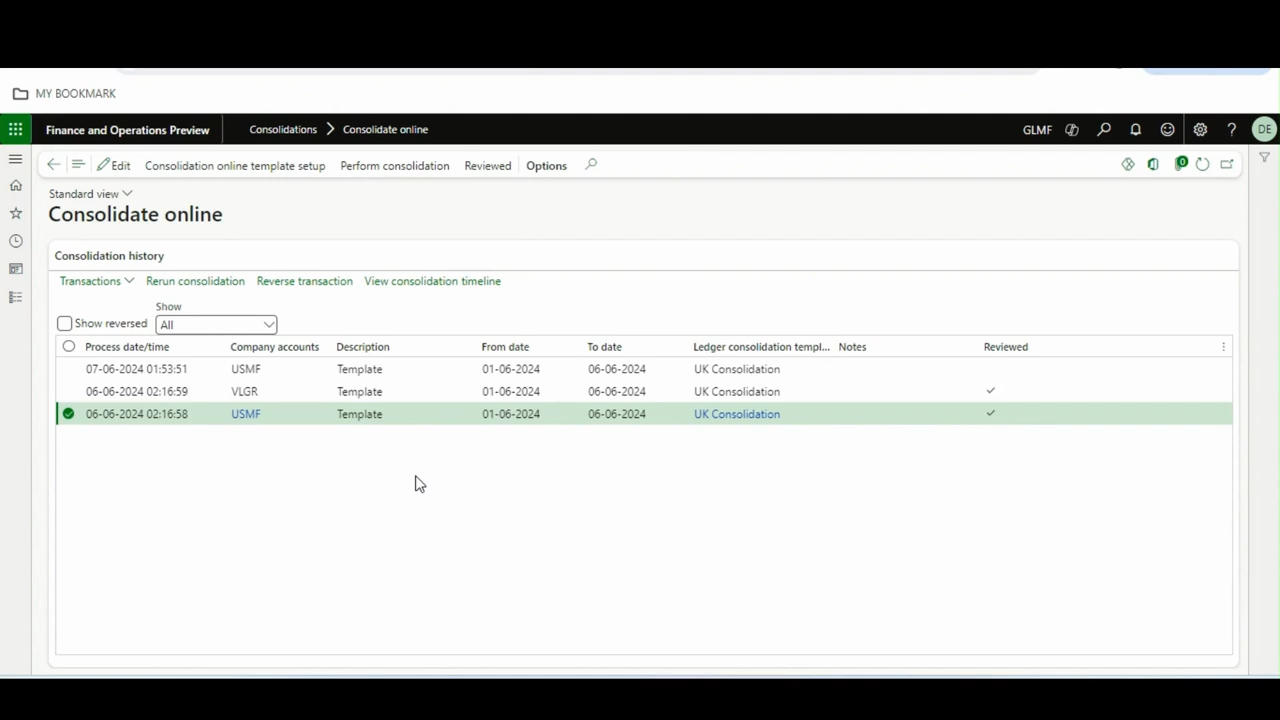 MY BOOKMARK
Finance and Operations Preview Consolidations Consolidate online GLMF DE
Edit Consolidation online template setup Perform consolidation Reviewed Options 0
Standard view
Consolidate online
Consolidation history
Transactions Rerun consolidation Reverse transaction View consolidation timeline
Show
Show reversed All
Process date/time Company accounts Description From date To date Ledger consolidation templ... Notes Reviewed
07-06-2024 01:53:51 USMF Template 01-06-2024 06-06-2024 UK Consolidation
06-06-2024 02:16:59 VLGR Template 01-06-2024 06-06-2024 UK Consolidation
06-06-2024 02:16:58 USMF Template 01-06-2024 06-06-2024 UK Consolidation